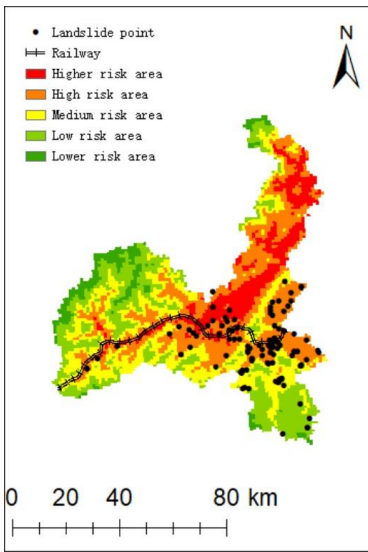 Landslide point
Railway
Higher risk area
High risk area
Medium risk area
Low risk area
Lower risk area
N
0 20 40 80 km